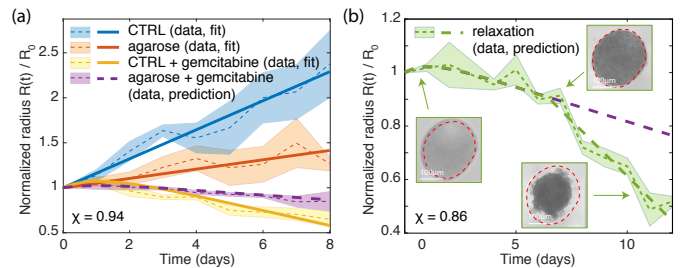 (a)
Normalized radius R(t) / R0
2.5
2
1.5
1
0.5
CTRL (data, fit)
agarose (data, fit)
CTRL + gemcitabine (data, fit)
agarose + gemcitabine
(data, prediction)
χ = 0.94
0 2 4 6 8
Time (days)
(b)
Normalized radius R(t) / R0
1.2
1
0.8
0.6
0.4
relaxation
(data, prediction)
χ = 0.86
0 5 10
Time (days)